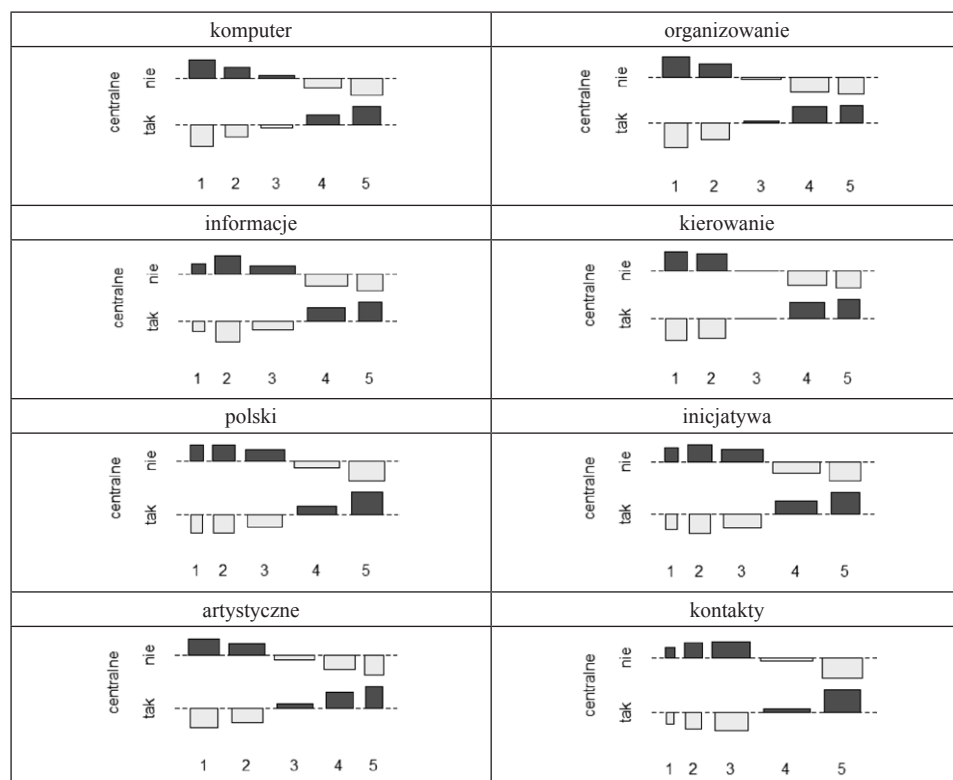 komputer
organizowanie
centralne
nie
tak
1 2 3 4 5
centralne
nie
tak
1 2 3 4 5
informacje
kierowanie
centralne
nie
tak
1 2 3 4 5
centralne
nie
tak
1 2 3 4 5
polski
inicjatywa
centralne
nie
tak
1 2 3 4 5
centralne
nie
tak
1 2 3 4 5
artystyczne
kontakty
centralne
nie
tak
1 2 3 4 5
centralne
nie
tak
1 2 3 4 5